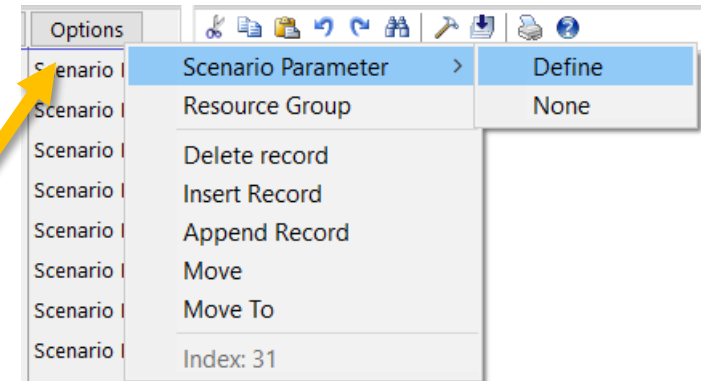 Options
Scenario Parameter > Define
Resource Group None
Delete record
Insert Record
Append Record
Move
Move To
Index: 31
Scenario
Scenario
Scenario
Scenario
Scenario
Scenario
Scenario
Scenario